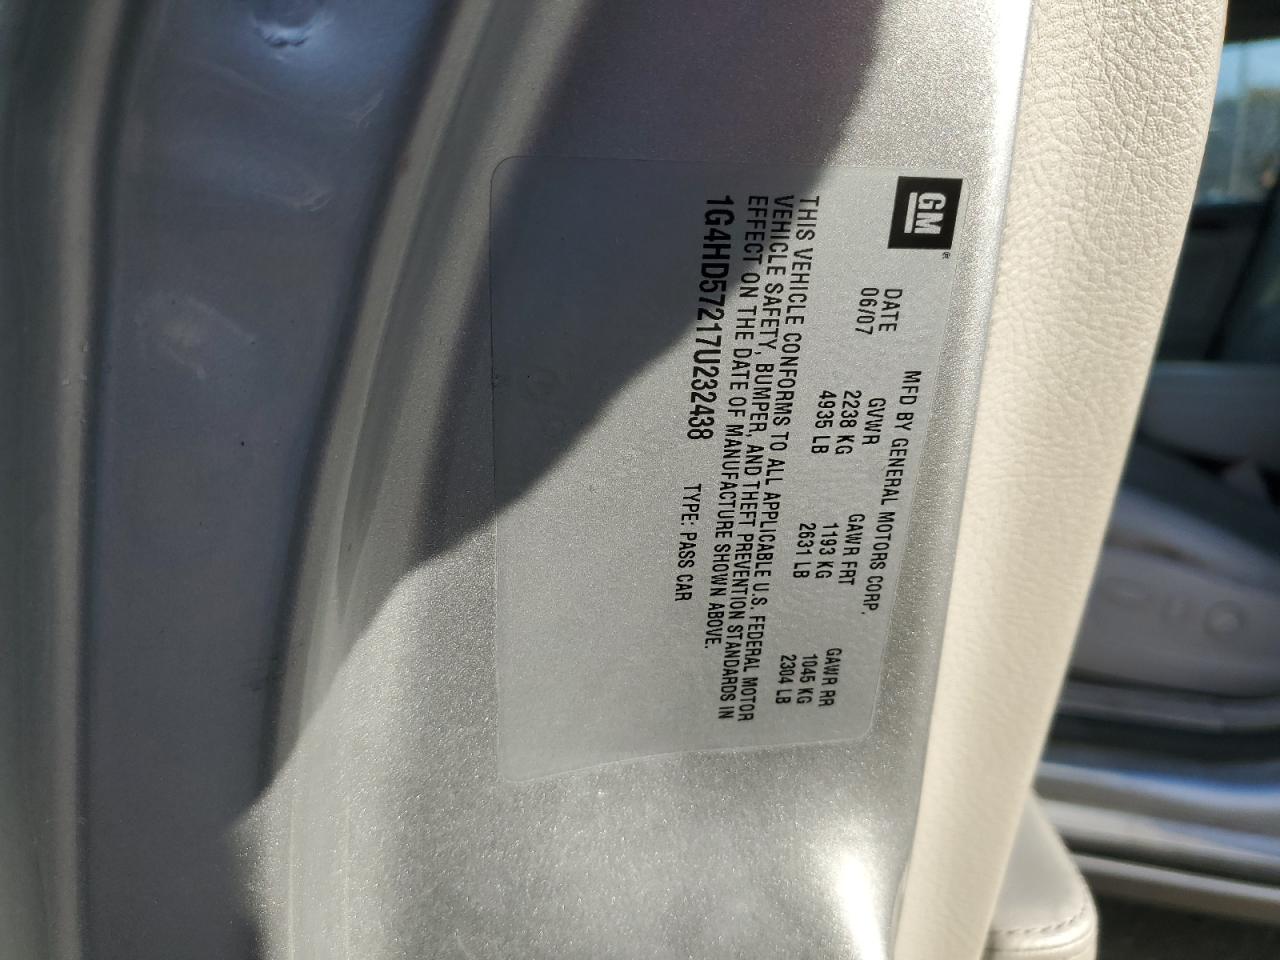 GM®
MFD BY GENERAL MOTORS CORP.
DATE GVWR GAWR FRT GAWR RR
06/07 2238 KG 1193 KG 1045 KG
4935 LB 2631 LB 2304 LB
THIS VEHICLE CONFORMS TO ALL APPLICABLE U.S. FEDERAL MOTOR
VEHICLE SAFETY, BUMPER, AND THEFT PREVENTION STANDARDS IN
EFFECT ON THE DATE OF MANUFACTURE SHOWN ABOVE.
1G4HD57217U232438 TYPE: PASS CAR